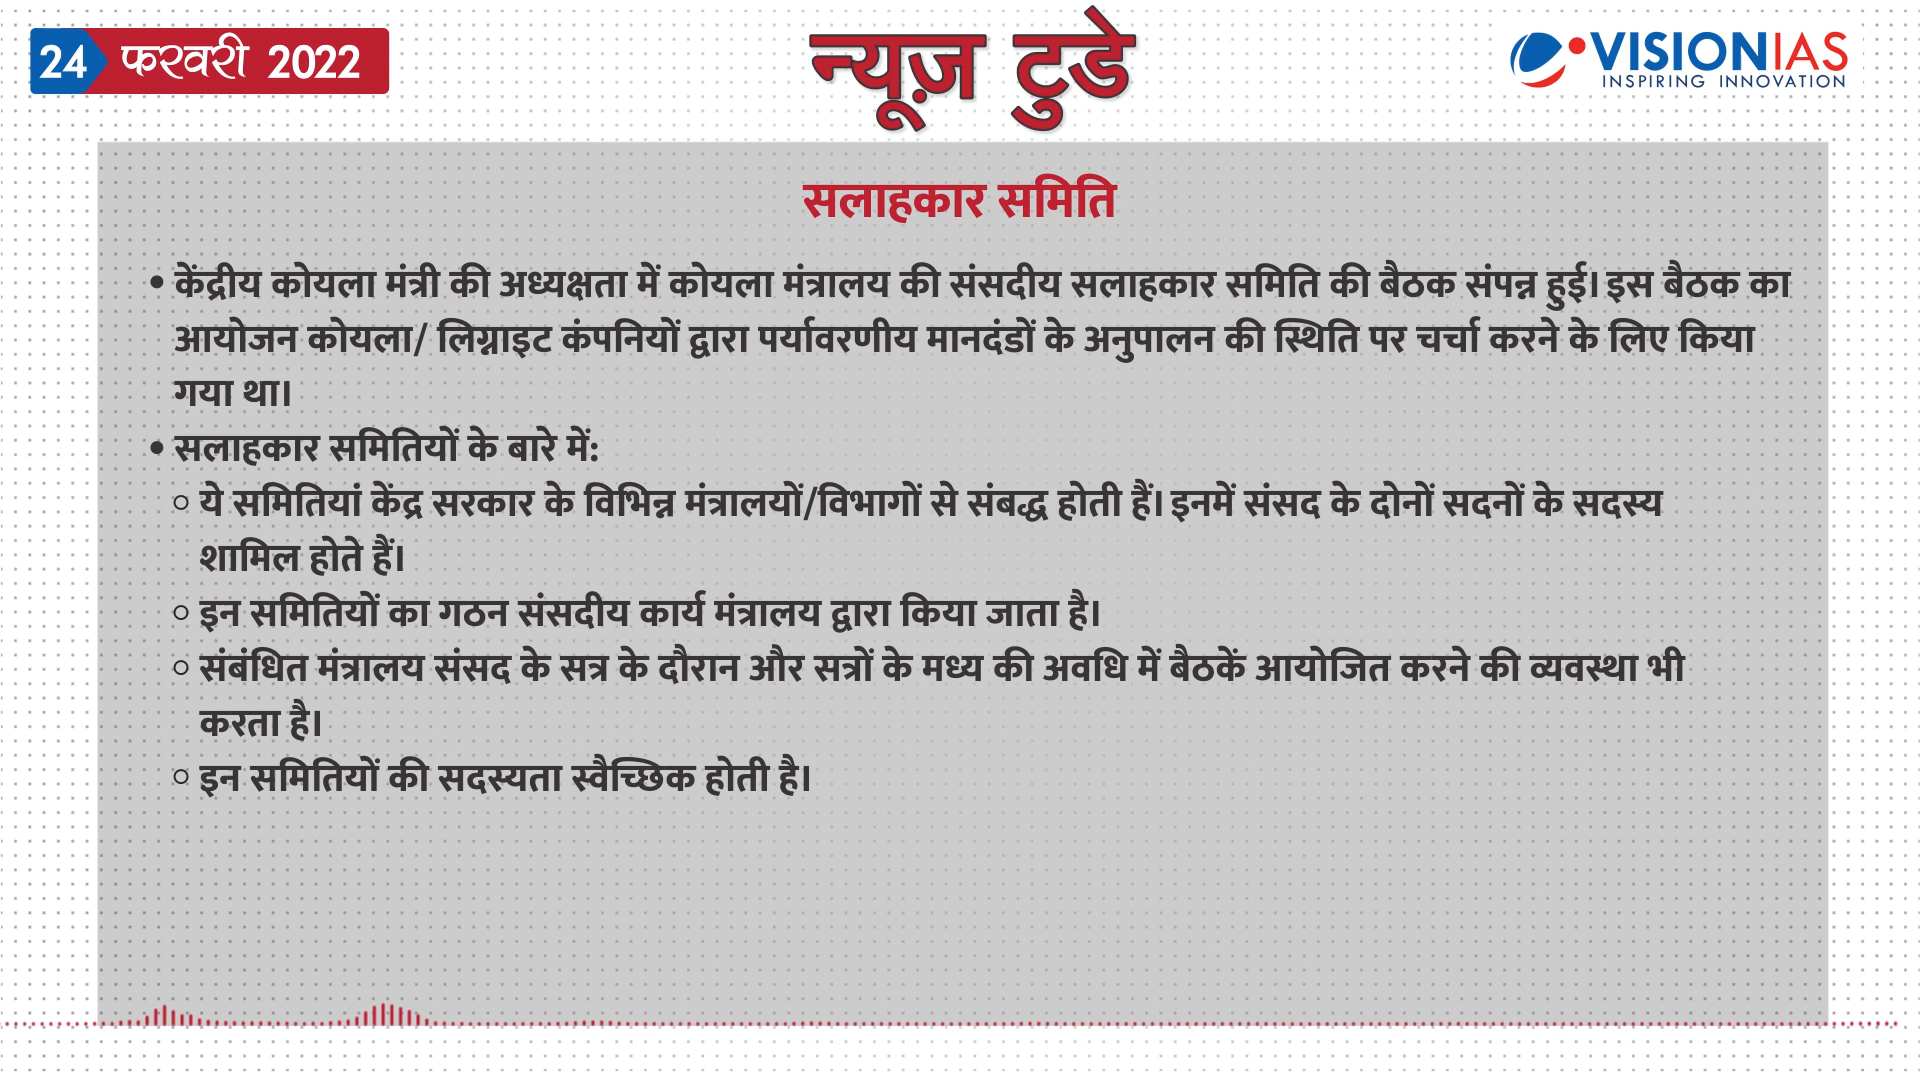 24 फरवरी 2022
न्यूज़ टुडे
VISIONIAS
INSPIRING INNOVATION
सलाहकार समिति
• केंद्रीय कोयला मंत्री की अध्यक्षता में कोयला मंत्रालय की संसदीय सलाहकार समिति की बैठक संपन्न हुई। इस बैठक का
आयोजन कोयला/ लिग्नाइट कंपनियों द्वारा पर्यावरणीय मानदंडों के अनुपालन की स्थिति पर चर्चा करने के लिए किया
गया था।
• सलाहकार समितियों के बारे में:
○ ये समितियां केंद्र सरकार के विभिन्न मंत्रालयों/विभागों से संबद्ध होती हैं। इनमें संसद के दोनों सदनों के सदस्य
शामिल होते हैं।
○ इन समितियों का गठन संसदीय कार्य मंत्रालय द्वारा किया जाता है।
○ संबंधित मंत्रालय संसद के सत्र के दौरान और सत्रों के मध्य की अवधि में बैठकें आयोजित करने की व्यवस्था भी
करता है।
○ इन समितियों की सदस्यता स्वैच्छिक होती है।